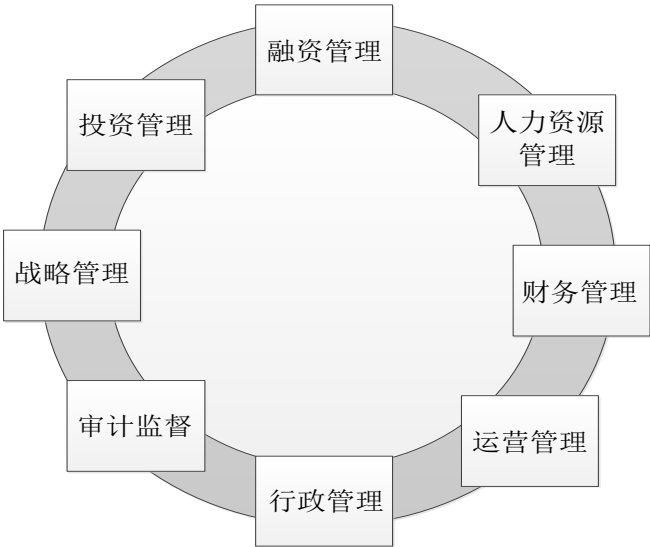 融资管理
投资管理
人力资源
管理
战略管理
财务管理
审计监督
运营管理
行政管理